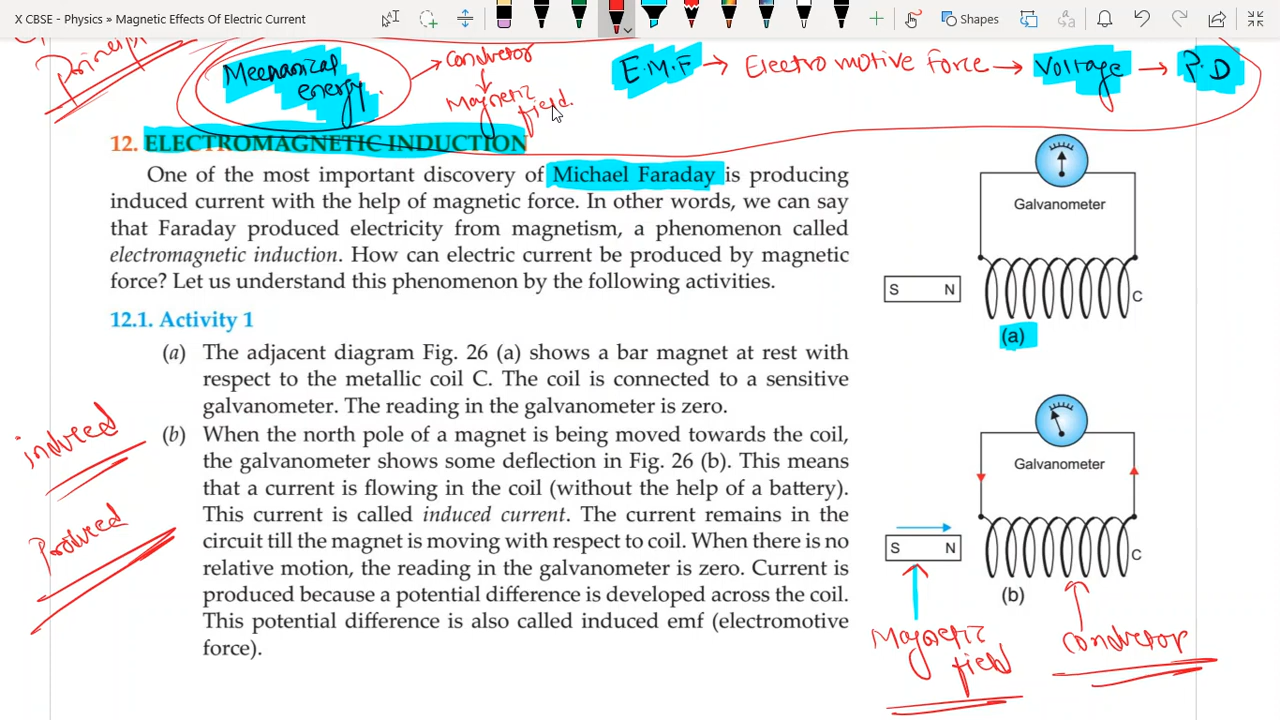 X CBSE - Physics » Magnetic Effects Of Electric Current
Shapes
Principl
Mechanical
energy.
Conductor
Magnetic
field.
E.M.F → Electro motive force → Voltage → P.D
12. ELECTROMAGNETIC INDUCTION
One of the most important discovery of Michael Faraday is producing
induced current with the help of magnetic force. In other words, we can say
that Faraday produced electricity from magnetism, a phenomenon called
electromagnetic induction. How can electric current be produced by magnetic
force? Let us understand this phenomenon by the following activities.
Galvanometer
S N
C
(a)
12.1. Activity 1
(a) The adjacent diagram Fig. 26 (a) shows a bar magnet at rest with
respect to the metallic coil C. The coil is connected to a sensitive
galvanometer. The reading in the galvanometer is zero.
(b) When the north pole of a magnet is being moved towards the coil,
the galvanometer shows some deflection in Fig. 26 (b). This means
that a current is flowing in the coil (without the help of a battery).
This current is called induced current. The current remains in the
circuit till the magnet is moving with respect to coil. When there is no
relative motion, the reading in the galvanometer is zero. Current is
produced because a potential difference is developed across the coil.
This potential difference is also called induced emf (electromotive
force).
induced
Produced
Galvanometer
S N
C
(b)
Magnetic
field
conductor